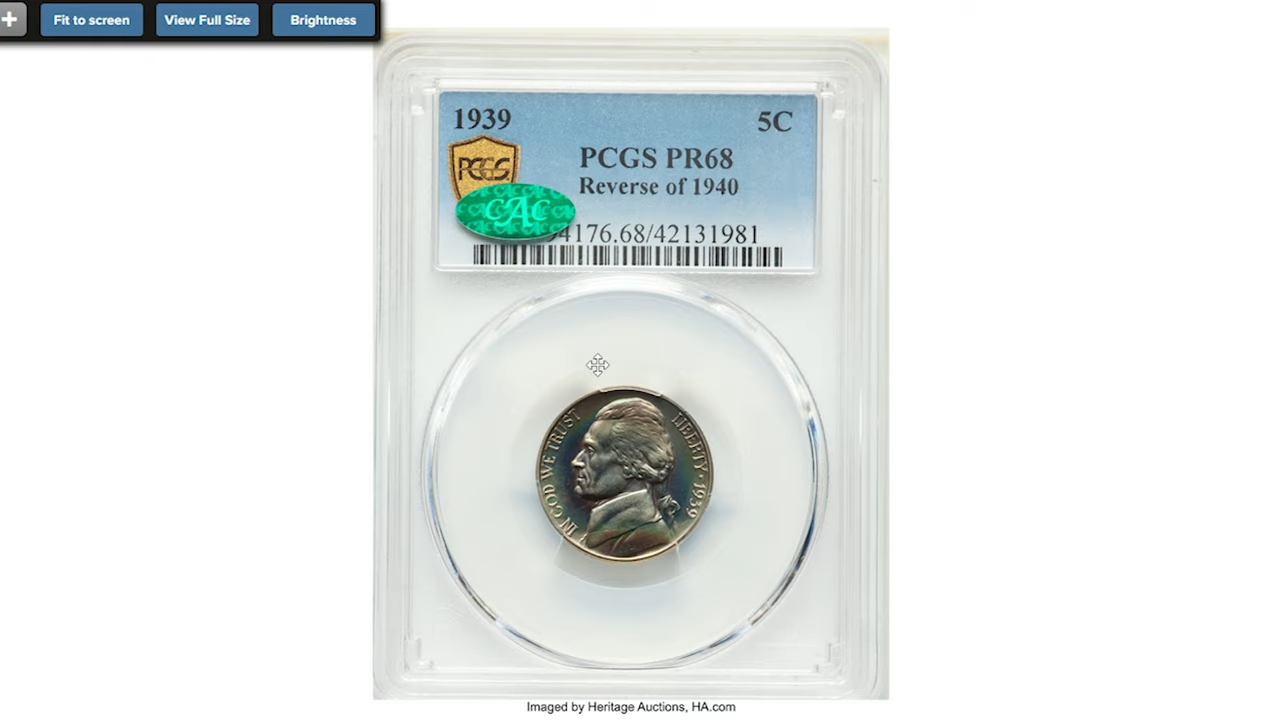 +
Fit to screen
View Full Size
Brightness
1939
5C
PCGS
PCGS PR68
Reverse of 1940
CAC
4176.68/42131981
IN GOD WE TRUST
LIBERTY · 1939
Imaged by Heritage Auctions, HA.com